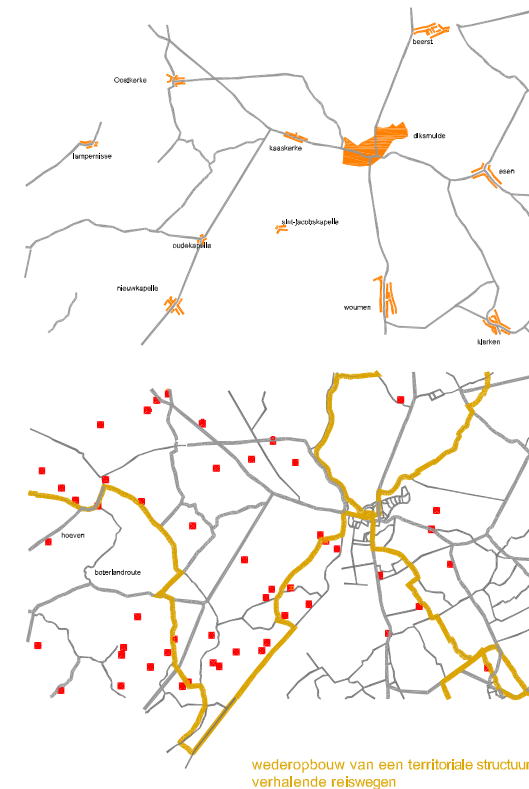 beerst
Oostkerke
diksmuide
kaaskerke
lampernisse
esen
sint-jacobskapelle
oudekapelle
nieuwkapelle
woumen
klerken
hoeven
boterlandroute
wederopbouw van een territoriale structuur
verhalende reiswegen